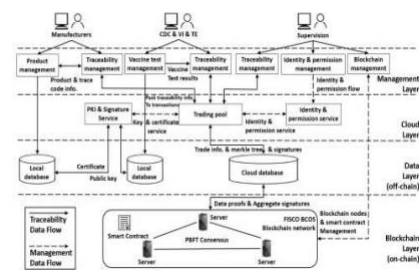 Manufacturers
CDC & VI & TE
Supervision
Product management
Traceability management
Vaccine test management
Traceability management
Traceability management
Identity & permission management
Blockchain management
Management Layer
Product & trace code info.
Vaccine Test results
Identity & permission flow
Post traceability info
To transactions
PKI & Signature Service
Trading pool
Identity & permission service
Key & certificate service
Identity & permission service
Cloud Layer
Trade info. & merkle tree & signatures
Local database
Certificate
Public key
Local database
Cloud database
Data Layer (off-chain)
Data proofs & Aggregate signatures
Traceability Data Flow
Management Data Flow
Smart Contract
Server
PBFT Consensus
Server
Server
FISCO BCOS Blockchain network
Blockchain nodes & smart contract Management
Blockchain Layer (on-chain)